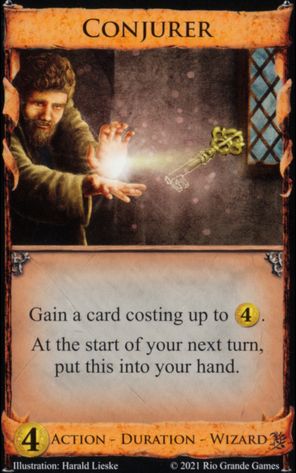 CONJURER
Gain a card costing up to 4.
At the start of your next turn,
put this into your hand.
4 ACTION - DURATION - WIZARD
Illustration: Harald Lieske © 2021 Rio Grande Games